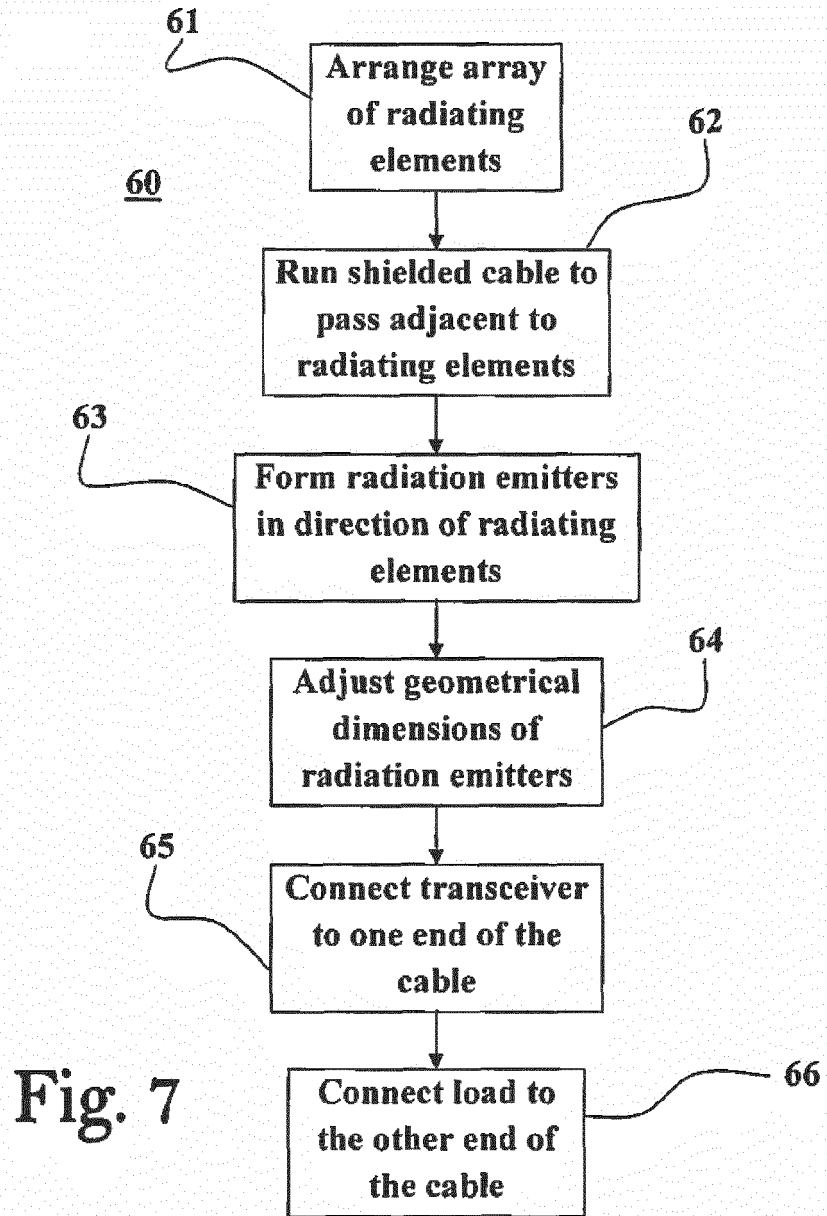 61
Arrange array
of radiating
elements
62
60
Run shielded cable to
pass adjacent to
radiating elements
63
Form radiation emitters
in direction of radiating
elements
64
Adjust geometrical
dimensions of
radiation emitters
65
Connect transceiver
to one end of the
cable
Fig. 7
66
Connect load to
the other end of
the cable